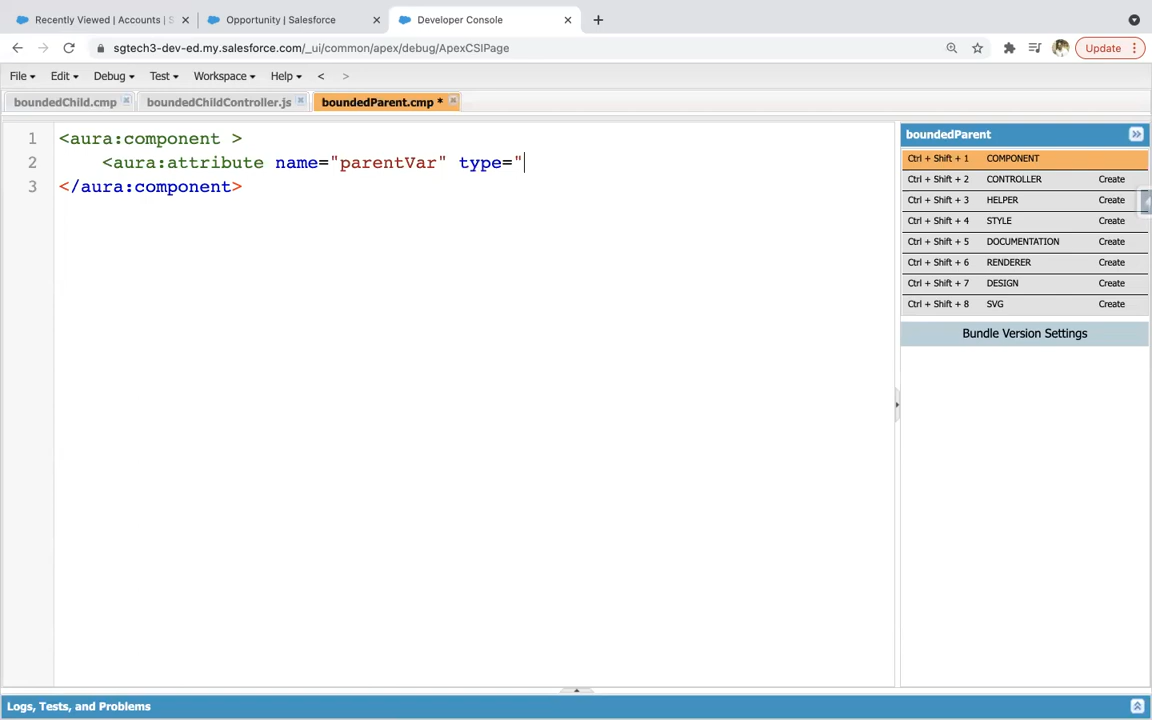 Recently Viewed | Accounts | S
Opportunity | Salesforce
Developer Console
sgtech3-dev-ed.my.salesforce.com/_ui/common/apex/debug/ApexCSIPage
Update
File Edit Debug Test Workspace Help < >
boundedChild.cmp
boundedChildController.js
boundedParent.cmp *
1 <aura:component >
2 <aura:attribute name="parentVar" type="
3 </aura:component>
boundedParent
Ctrl + Shift + 1 COMPONENT
Ctrl + Shift + 2 CONTROLLER Create
Ctrl + Shift + 3 HELPER Create
Ctrl + Shift + 4 STYLE Create
Ctrl + Shift + 5 DOCUMENTATION Create
Ctrl + Shift + 6 RENDERER Create
Ctrl + Shift + 7 DESIGN Create
Ctrl + Shift + 8 SVG Create
Bundle Version Settings
Logs, Tests, and Problems